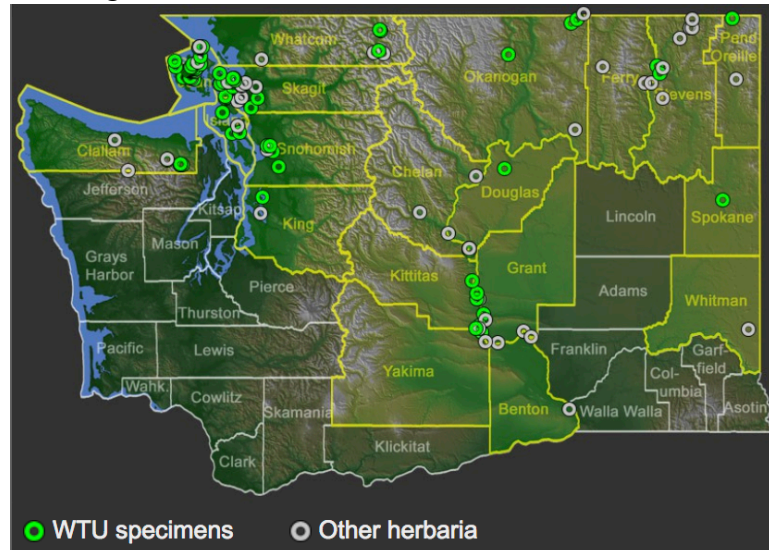 Whatcom
Okanogan
Ferry
Stevens
Pend
Oreille
Skagit
Snohomish
Clallam
Chelan
Jefferson
Douglas
Kitsap
King
Lincoln
Spokane
Mason
Grays
Harbor
Kittitas
Grant
Pierce
Adams
Whitman
Thurston
Pacific
Lewis
Yakima
Franklin
Garf-
field
Col-
umbia
Wahk.
Cowlitz
Skamania
Benton
Walla Walla
Asotin
Klickitat
Clark
WTU specimens
Other herbaria